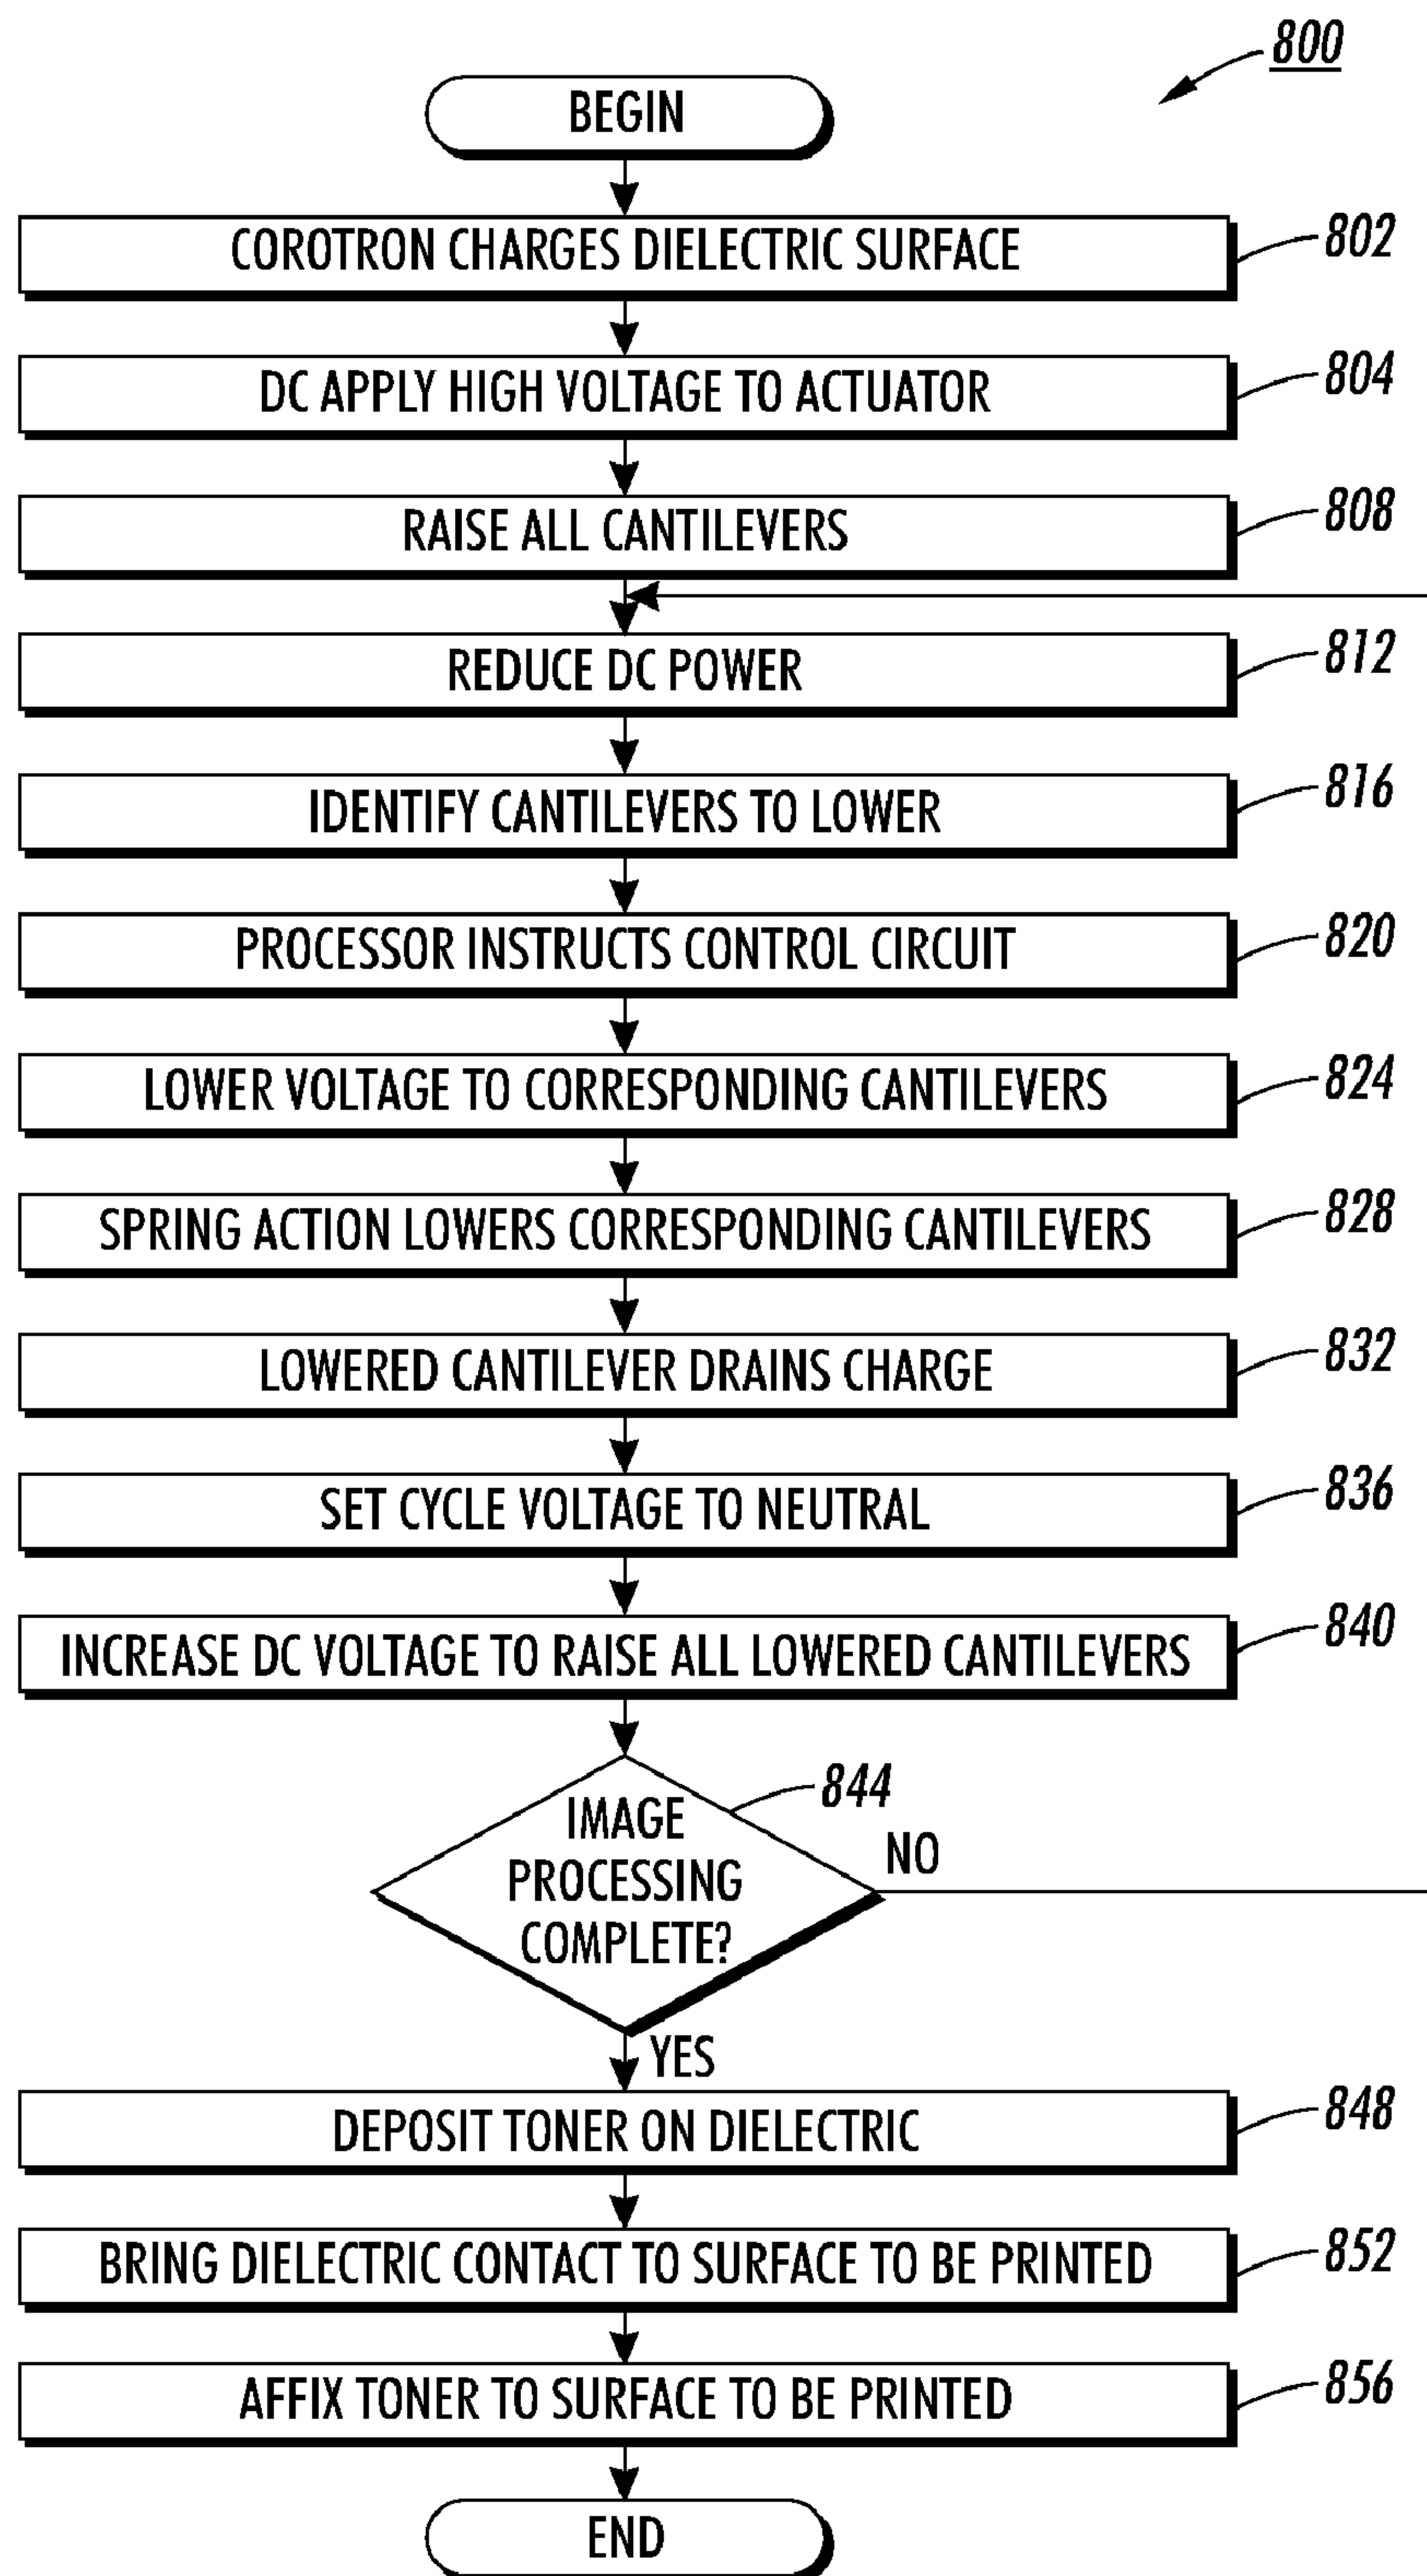 800
BEGIN
COROTRON CHARGES DIELECTRIC SURFACE
802
DC APPLY HIGH VOLTAGE TO ACTUATOR
804
RAISE ALL CANTILEVERS
808
REDUCE DC POWER
812
IDENTIFY CANTILEVERS TO LOWER
816
PROCESSOR INSTRUCTS CONTROL CIRCUIT
820
LOWER VOLTAGE TO CORRESPONDING CANTILEVERS
824
SPRING ACTION LOWERS CORRESPONDING CANTILEVERS
828
LOWERED CANTILEVER DRAINS CHARGE
832
SET CYCLE VOLTAGE TO NEUTRAL
836
INCREASE DC VOLTAGE TO RAISE ALL LOWERED CANTILEVERS
840
IMAGE
PROCESSING
COMPLETE?
844
NO
YES
DEPOSIT TONER ON DIELECTRIC
848
BRING DIELECTRIC CONTACT TO SURFACE TO BE PRINTED
852
AFFIX TONER TO SURFACE TO BE PRINTED
856
END